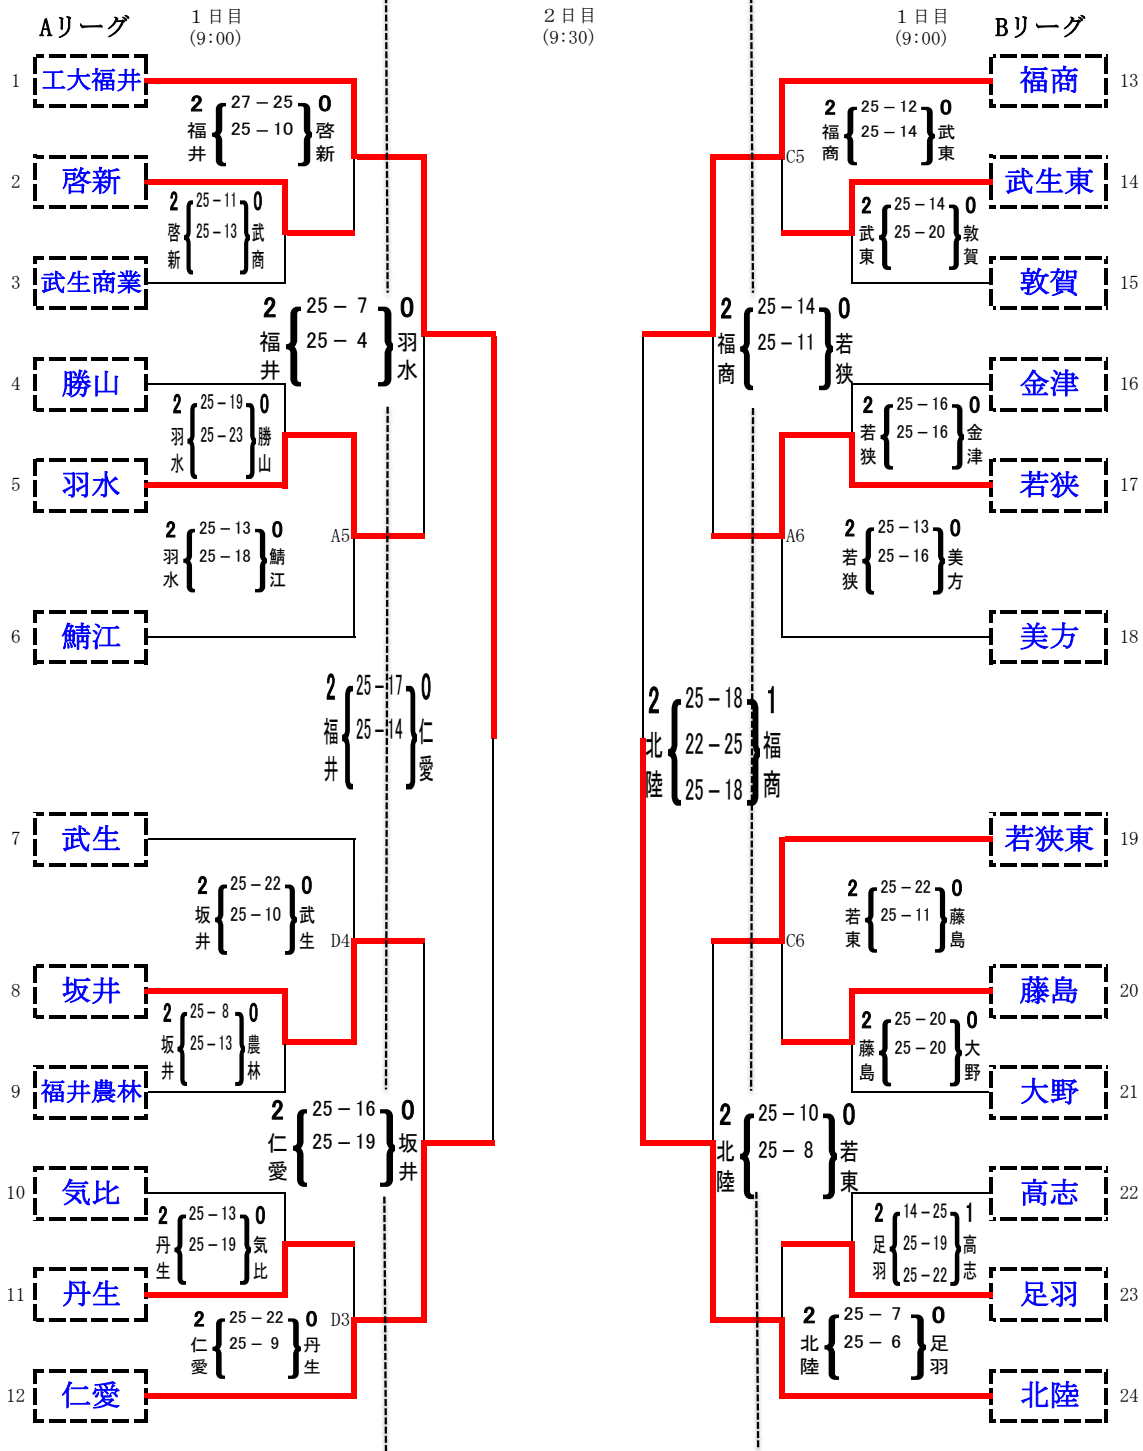 Aリーグ
1日目
(9:00)
2日目
(9:30)
1日目
(9:00)
Bリーグ
1 工大福井
2 福井 27－25 25－10 0 啓新
2 啓新
2 啓新 25－11 25－13 0 武商
3 武生商業
2 福井 25－7 25－4 0 羽水
4 勝山
2 羽水 25－19 25－23 0 勝山
5 羽水
A5
2 羽水 25－13 25－18 0 鯖江
6 鯖江
2 福井 25－17 25－14 0 仁愛
7 武生
2 坂井 25－22 25－10 0 武生
D4
8 坂井
2 坂井 25－8 25－13 0 農林
9 福井農林
2 仁愛 25－16 25－19 0 坂井
10 気比
2 丹生 25－13 25－19 0 気比
11 丹生
D3
2 仁愛 25－22 25－9 0 丹生
12 仁愛
福商 13
2 福商 25－12 25－14 0 武東
C5
武生東 14
2 武東 25－14 25－20 0 敦賀
敦賀 15
2 福商 25－14 25－11 0 若狭
金津 16
2 若狭 25－16 25－16 0 金津
若狭 17
A6
2 若狭 25－13 25－16 0 美方
美方 18
2 北陸 25－18 22－25 25－18 1 福商
若狭東 19
2 若東 25－22 25－11 0 藤島
C6
藤島 20
2 藤島 25－20 25－20 0 大野
大野 21
2 北陸 25－10 25－8 0 若東
高志 22
2 足羽 14－25 25－19 25－22 1 高志
足羽 23
2 北陸 25－7 25－6 0 足羽
北陸 24